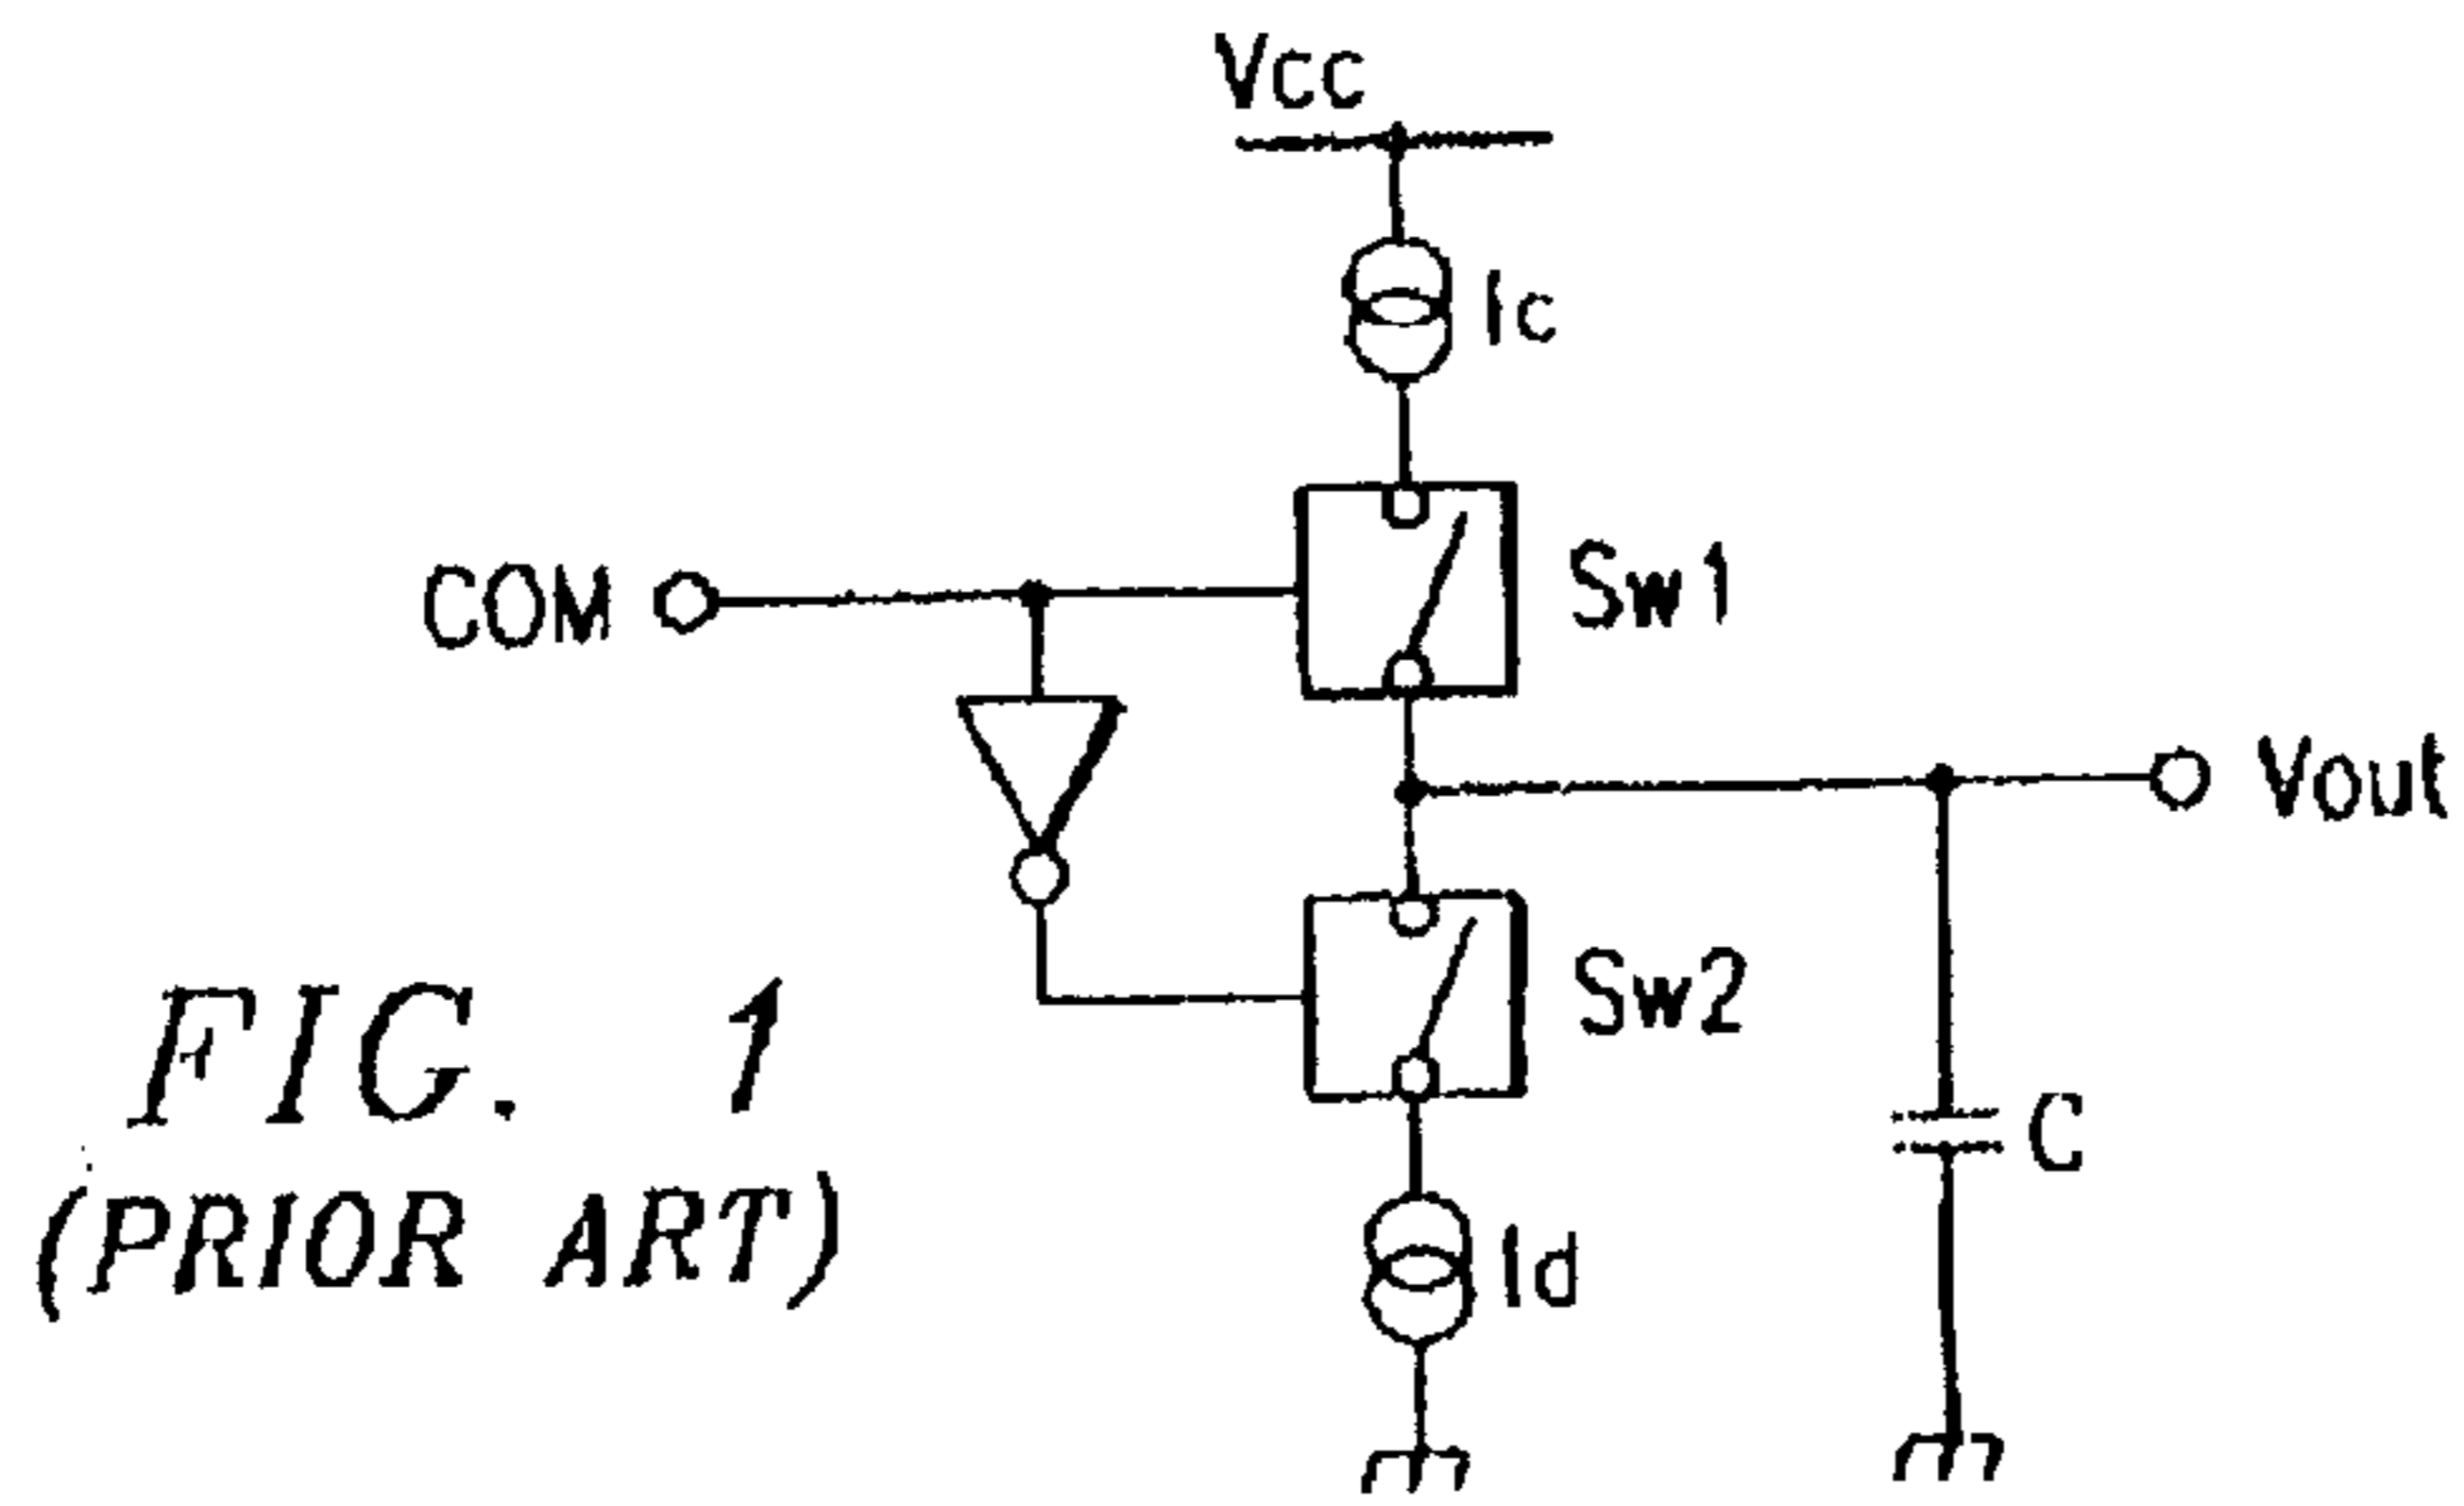 Vcc
Ic
COM
Sw1
Vout
Sw2
C
Id
FIG. 1
(PRIOR ART)